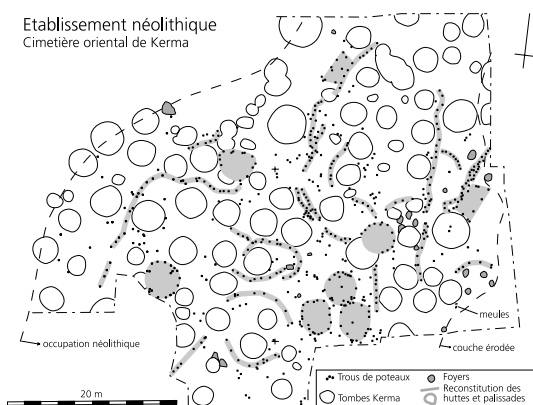 Etablissement néolithique
Cimetière oriental de Kerma
meules
occupation néolithique
couche érodée
20 m
Trous de poteaux
Foyers
Tombes Kerma
Reconstitution des
huttes et palissades